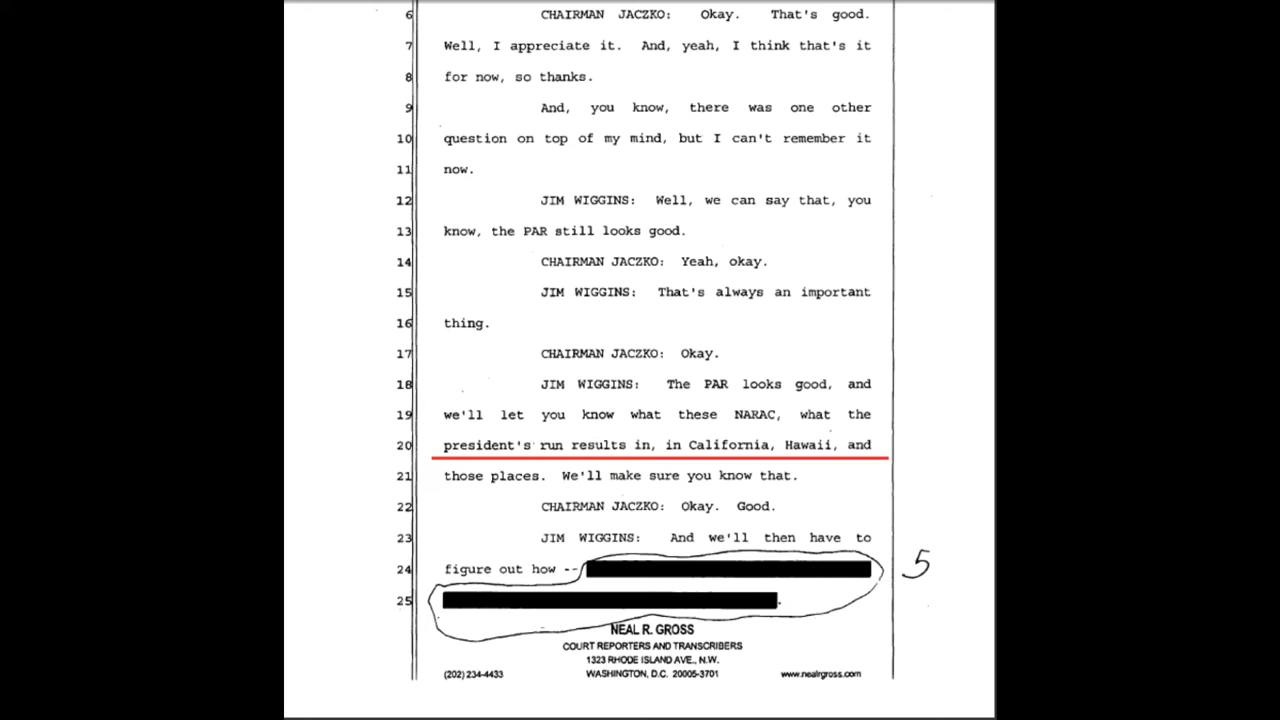 6 CHAIRMAN JACZKO: Okay. That's good.
7 Well, I appreciate it. And, yeah, I think that's it
8 for now, so thanks.
9 And, you know, there was one other
10 question on top of my mind, but I can't remember it
11 now.
12 JIM WIGGINS: Well, we can say that, you
13 know, the PAR still looks good.
14 CHAIRMAN JACZKO: Yeah, okay.
15 JIM WIGGINS: That's always an important
16 thing.
17 CHAIRMAN JACZKO: Okay.
18 JIM WIGGINS: The PAR looks good, and
19 we'll let you know what these NARAC, what the
20 president's run results in, in California, Hawaii, and
21 those places. We'll make sure you know that.
22 CHAIRMAN JACZKO: Okay. Good.
23 JIM WIGGINS: And we'll then have to
24 figure out how -- 5
25 .
NEAL R. GROSS
COURT REPORTERS AND TRANSCRIBERS
1323 RHODE ISLAND AVE., N.W.
(202) 234-4433 WASHINGTON, D.C. 20005-3701 www.nealrgross.com